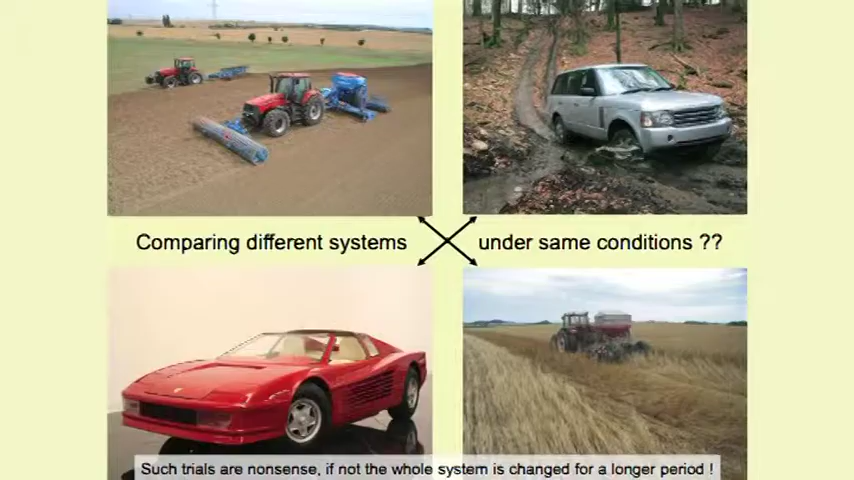 Comparing different systems
under same conditions ??
Such trials are nonsense, if not the whole system is changed for a longer period !